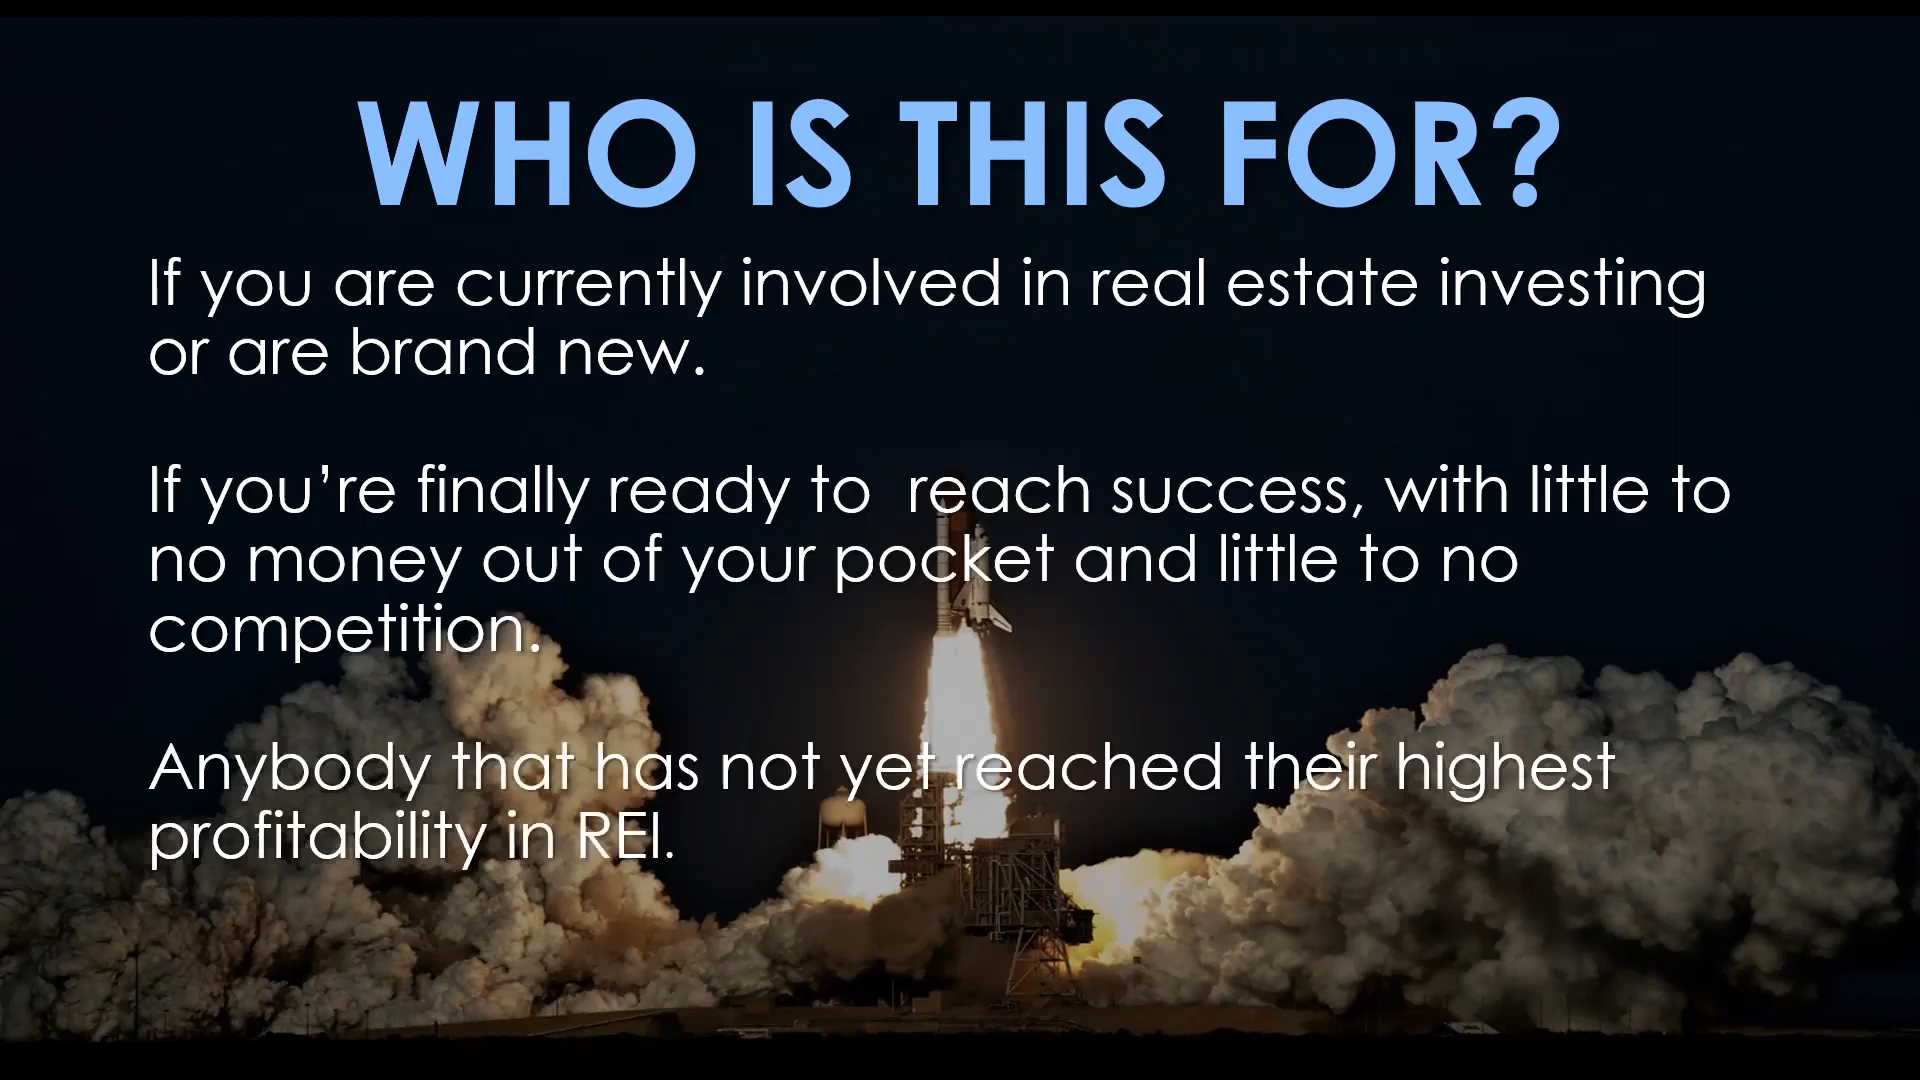 WHO IS THIS FOR?
If you are currently involved in real estate investing
or are brand new.
If you’re finally ready to  reach success, with little to
no money out of your pocket and little to no
competition.
Anybody that has not yet reached their highest
profitability in REI.